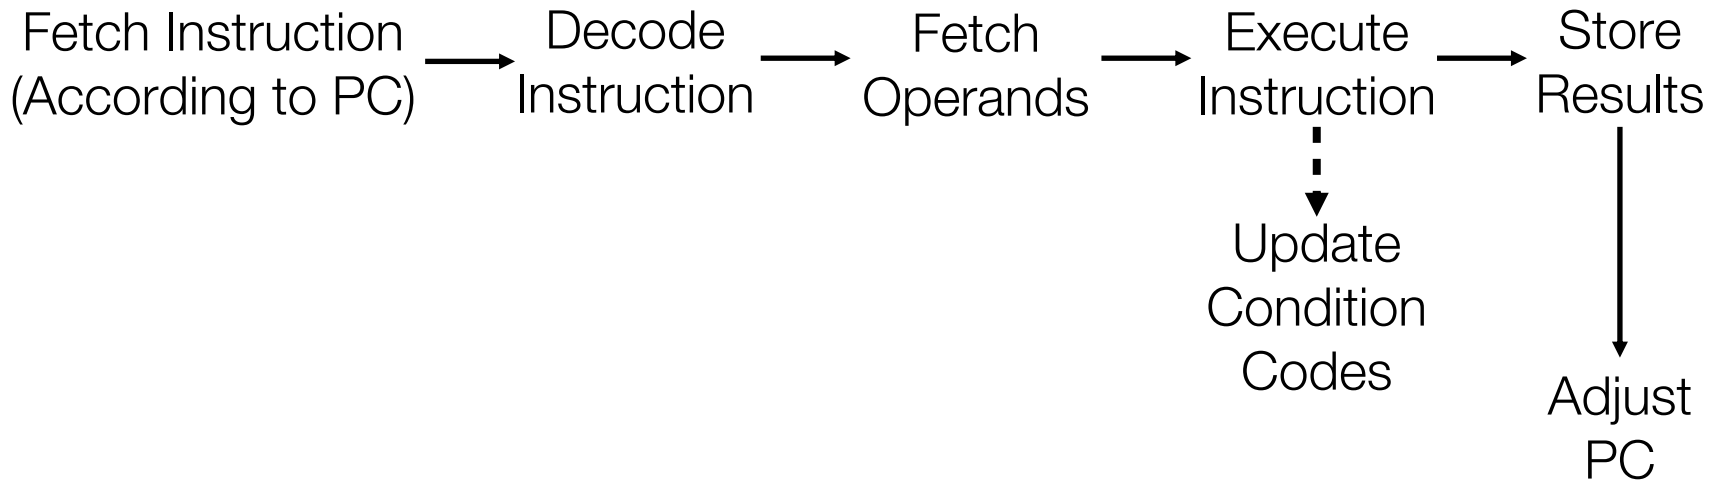 Fetch Instruction
(According to PC)
Decode
Instruction
Fetch
Operands
Execute
Instruction
Store
Results
Update
Condition
Codes
Adjust
PC